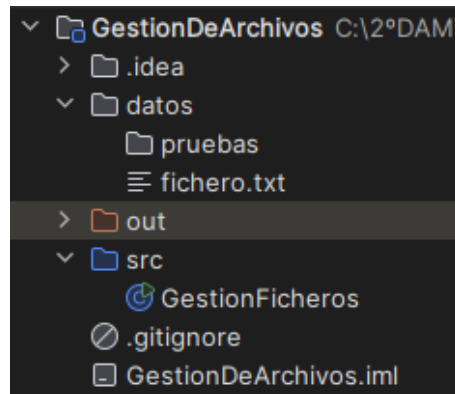 GestionDeArchivos C:\2ºDAM
.idea
datos
pruebas
fichero.txt
out
src
GestionFicheros
.gitignore
GestionDeArchivos.iml